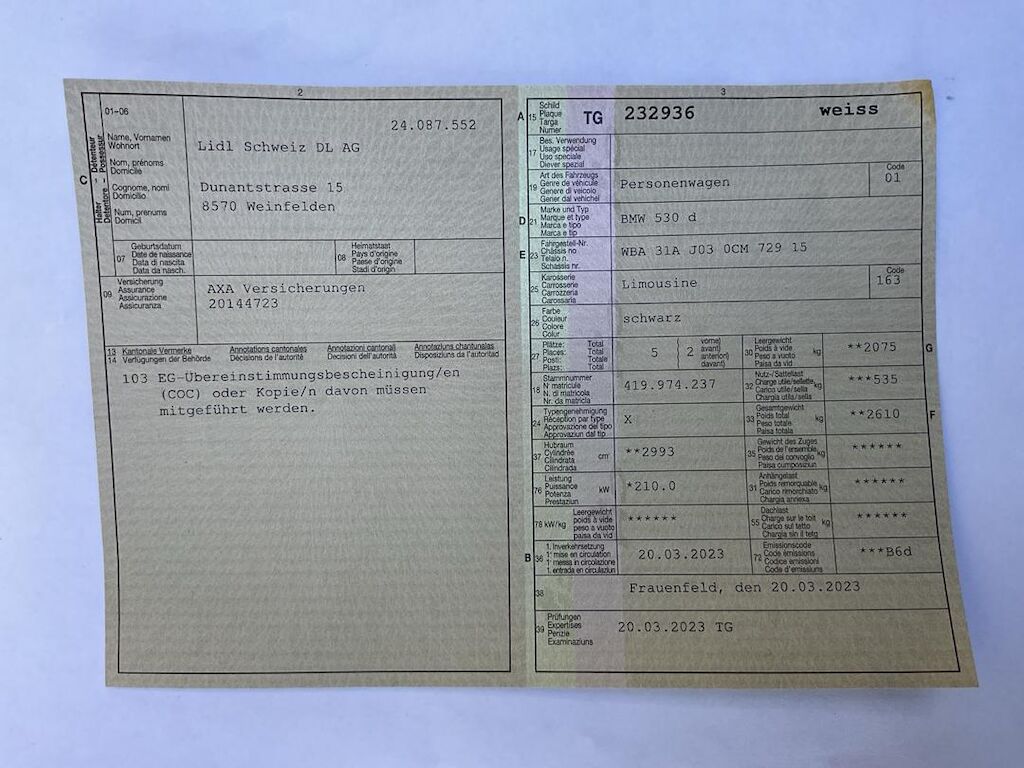 2
01-06
24.087.552
C
Halter Détenteur
Detentore Possessur
Name, Vornamen
Wohnort
Nom, prénoms
Domicile
Cognome, nomi
Domicilio
Num, prenums
Domicil
Lidl Schweiz DL AG
Dunantstrasse 15
8570 Weinfelden
07
Geburtsdatum
Date de naissance
Data di nascita
Data da nasch.
08
Heimatstaat
Pays d'origine
Paese d'origine
Stadi d'origin
09
Versicherung
Assurance
Assicurazione
Assicuranza
AXA Versicherungen
20144723
13 Kantonale Vermerke Annotations cantonal Annotazioni cantonali Annotaziuns chantunales
14 Verfügungen der Behörde Décisions de l'autorité Decisioni dell'autorità Disposiziuns da l'autoritad
103 EG-Übereinstimmungsbescheinigung/en
(COC) oder Kopie/n davon müssen
mitgeführt werden.
3
A 15
Schild
Plaque
Targa
Numer
TG 232936 weiss
17
Bes. Verwendung
Usage spécial
Uso speciale
Diever spezial
19
Art des Fahrzeugs
Genre de véhicule
Genere di veicolo
Gener dal vehichel
Personenwagen
Code
01
D 21
Marke und Typ
Marque et type
Marca e tipo
Marca e tip
BMW 530 d
E 23
Fahrgestell-Nr.
Châssis no
Telaio n.
Schassis nr.
WBA 31A J03 0CM 729 15
25
Karosserie
Carrosserie
Carrozzeria
Carossaria
Limousine
Code
163
26
Farbe
Couleur
Colore
Colur
schwarz
27
Plätze: Total
Places: Total
Posti: Totale
Plazs: Total
5 2
vorne)
avant)
anteriori)
davant)
30
Leergewicht
Poids à vide
Peso a vuoto
Paisa da vid
kg
**2075
G
18
Stammnummer
N° matricule
N. di matricola
Nr. da matricla
419.974.237
32
Nutz-/Sattellast
Charge utile/sellette
Carico utile/sella
Chargia utila/sella
kg
***535
24
Typengenehmigung
Réception par type
Approvazione del tipo
Approvaziun dal tip
X
33
Gesamtgewicht
Poids total
Peso totale
Paisa totala
kg
**2610
F
37
Hubraum
Cylindrée
Cilindrata
Cilindrada
cm³
**2993
35
Gewicht des Zuges
Poids de l'ensemble
Peso del convoglio
Paisa cumposiziun
kg
******
76
Leistung
Puissance
Potenza
Prestaziun
kW
*210.0
31
Anhängelast
Poids remorquable
Carico rimorchiato
Chargia annexa
kg
******
78 kW/kg
Leergewicht
poids à vide
peso a vuoto
paisa da vid
******
55
Dachlast
Charge sur le toit
Carico sul tetto
Chargia sin il tetg
kg
******
B 36
1. Inverkehrsetzung
1re mise en circulation
1a messa in circolazione
1. entrada en circulaziun
20.03.2023
72
Emissionscode
Code émissions
Codice emissioni
Code d'emissiuns
***B6d
38
Frauenfeld, den 20.03.2023
39
Prüfungen
Expertises
Perizie
Examinaziuns
20.03.2023 TG